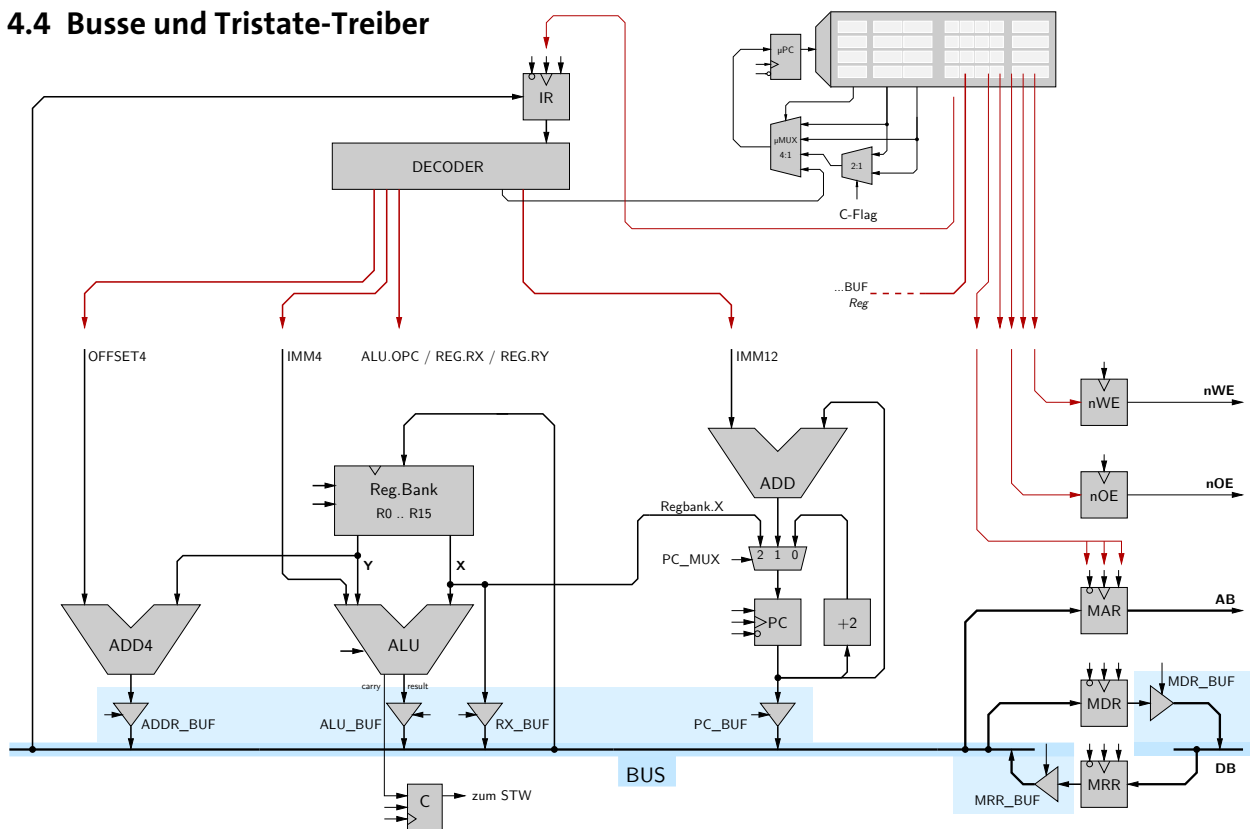 4.4 Busse und Tristate-Treiber
µPC
IR
µMUX
4:1
2:1
DECODER
C-Flag
...BUF
Reg
OFFSET4
IMM4
ALU.OPC / REG.RX / REG.RY
IMM12
nWE
nWE
ADD
Reg.Bank
R0 .. R15
nOE
nOE
Regbank.X
2 1 0
PC_MUX
Y
X
AB
MAR
PC
+2
ADD4
ALU
carry
result
MDR_BUF
MDR
ADDR_BUF
ALU_BUF
RX_BUF
PC_BUF
BUS
DB
MRR_BUF
MRR
C
zum STW